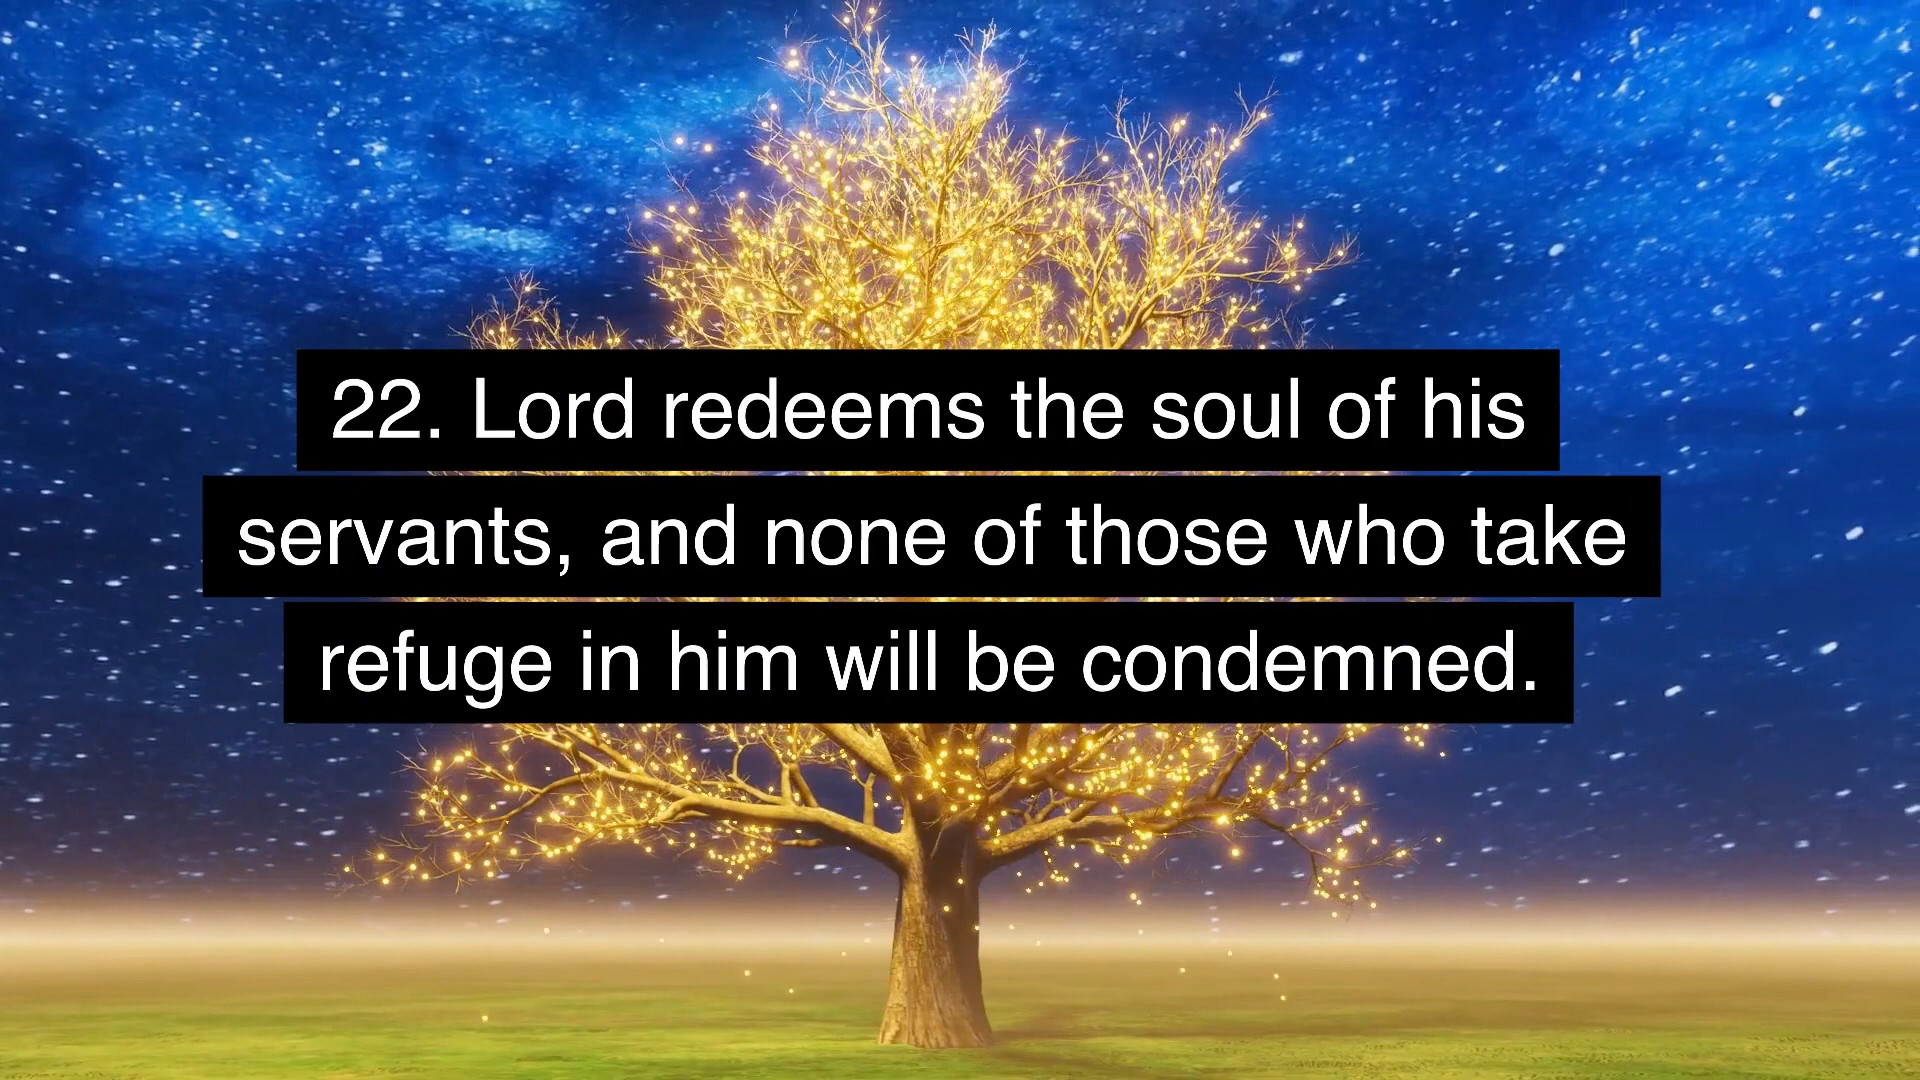 22. Lord redeems the soul of his
servants, and none of those who take
refuge in him will be condemned.